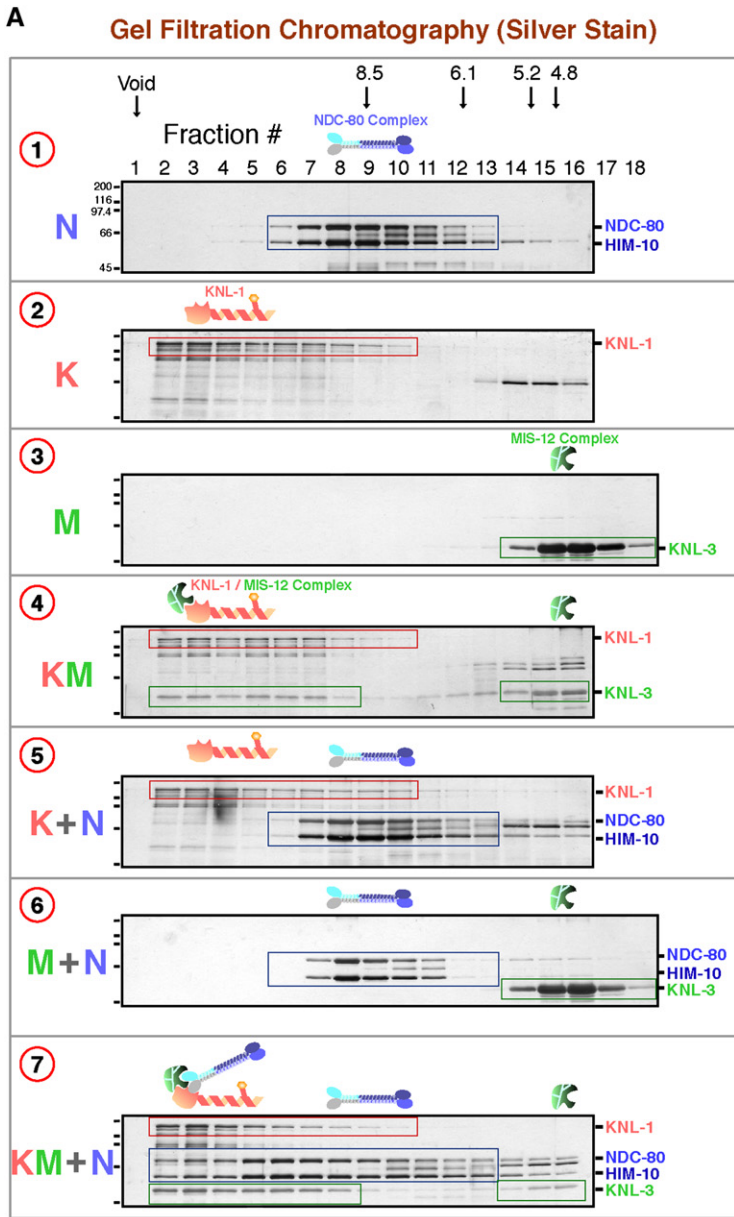 A
Gel Filtration Chromatography (Silver Stain)
Void
8.5
6.1
5.2
4.8
NDC-80 Complex
Fraction #
1
1 2 3 4 5 6 7 8 9 10 11 12 13 14 15 16 17 18
N
200
116
97.4
66
45
NDC-80
HIM-10
2
KNL-1
K
KNL-1
3
MIS-12 Complex
M
KNL-3
4
KNL-1 / MIS-12 Complex
KM
KNL-1
KNL-3
5
K+N
KNL-1
NDC-80
HIM-10
6
M+N
NDC-80
HIM-10
KNL-3
7
KM+N
KNL-1
NDC-80
HIM-10
KNL-3